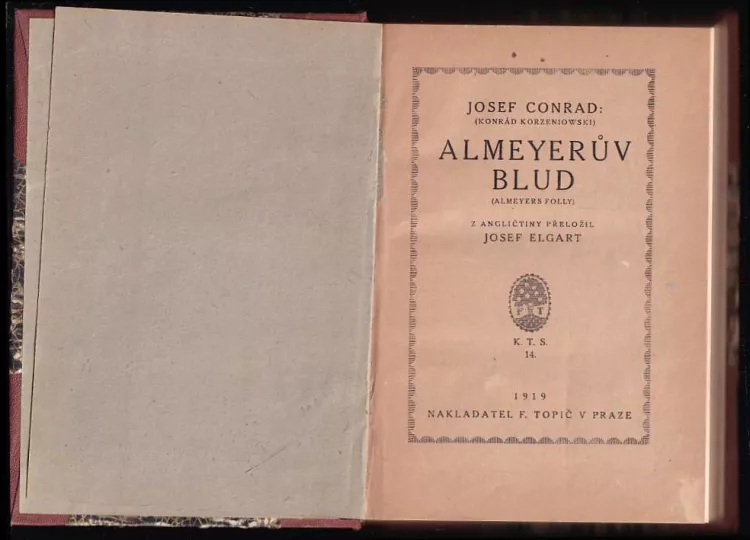 JOSEF CONRAD:
(KONRÁD KORZENIOWSKI)
ALMEYERŮV
BLUD
(ALMEYERS FOLLY)
Z ANGLIČTINY PŘELOŽIL
JOSEF ELGART
F T
K. T. S.
14.
1919
NAKLADATEL F. TOPIČ V PRAZE